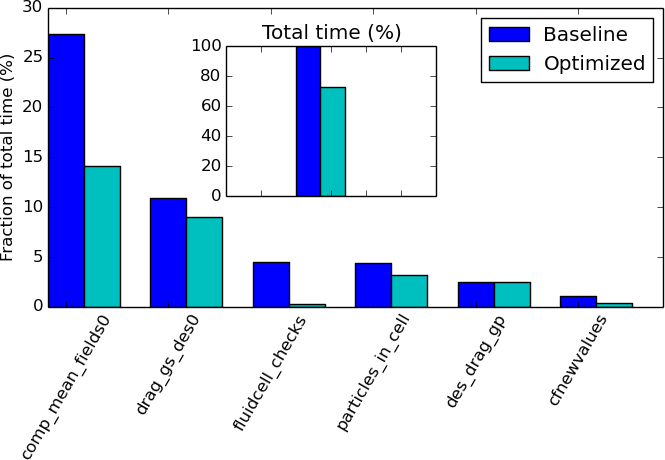 Total time (%)
100
80
60
40
20
0
Baseline
Optimized
Fraction of total time (%)
30
25
20
15
10
5
0
comp_mean_fields0
drag_gs_des0
fluidcell_checks
particles_in_cell
des_drag_gp
cfnewvalues